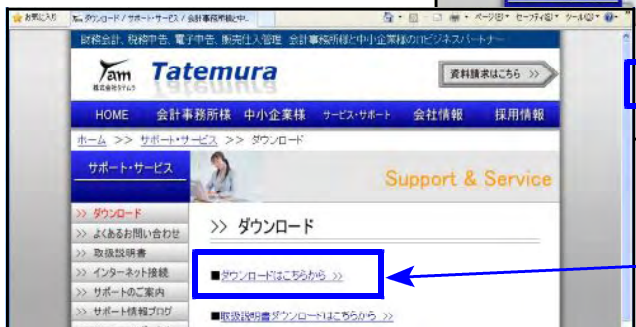 お気に入り
ダウンロード / サポート・サービス / 会計事務所様と中...
ページ(P) セーフティ(S) ツール(O)
財務会計、税務申告、電子申告、販売仕入管理 会計事務所様と中小企業様のITビジネスパートナー
Tam
株式会社タテムラ
Tatemura
資料請求はこちら >>
HOME 会計事務所様 中小企業様 サービス・サポート 会社情報 採用情報
ホーム >> サポート・サービス >> ダウンロード
サポート・サービス
Support & Service
>> ダウンロード
>> よくあるお問い合わせ
>> 取扱説明書
>> インターネット接続
>> サポートのご案内
>> サポート情報ブログ
>> ダウンロード
■ダウンロードはこちらから >>
■取扱説明書ダウンロードはこちらから >>